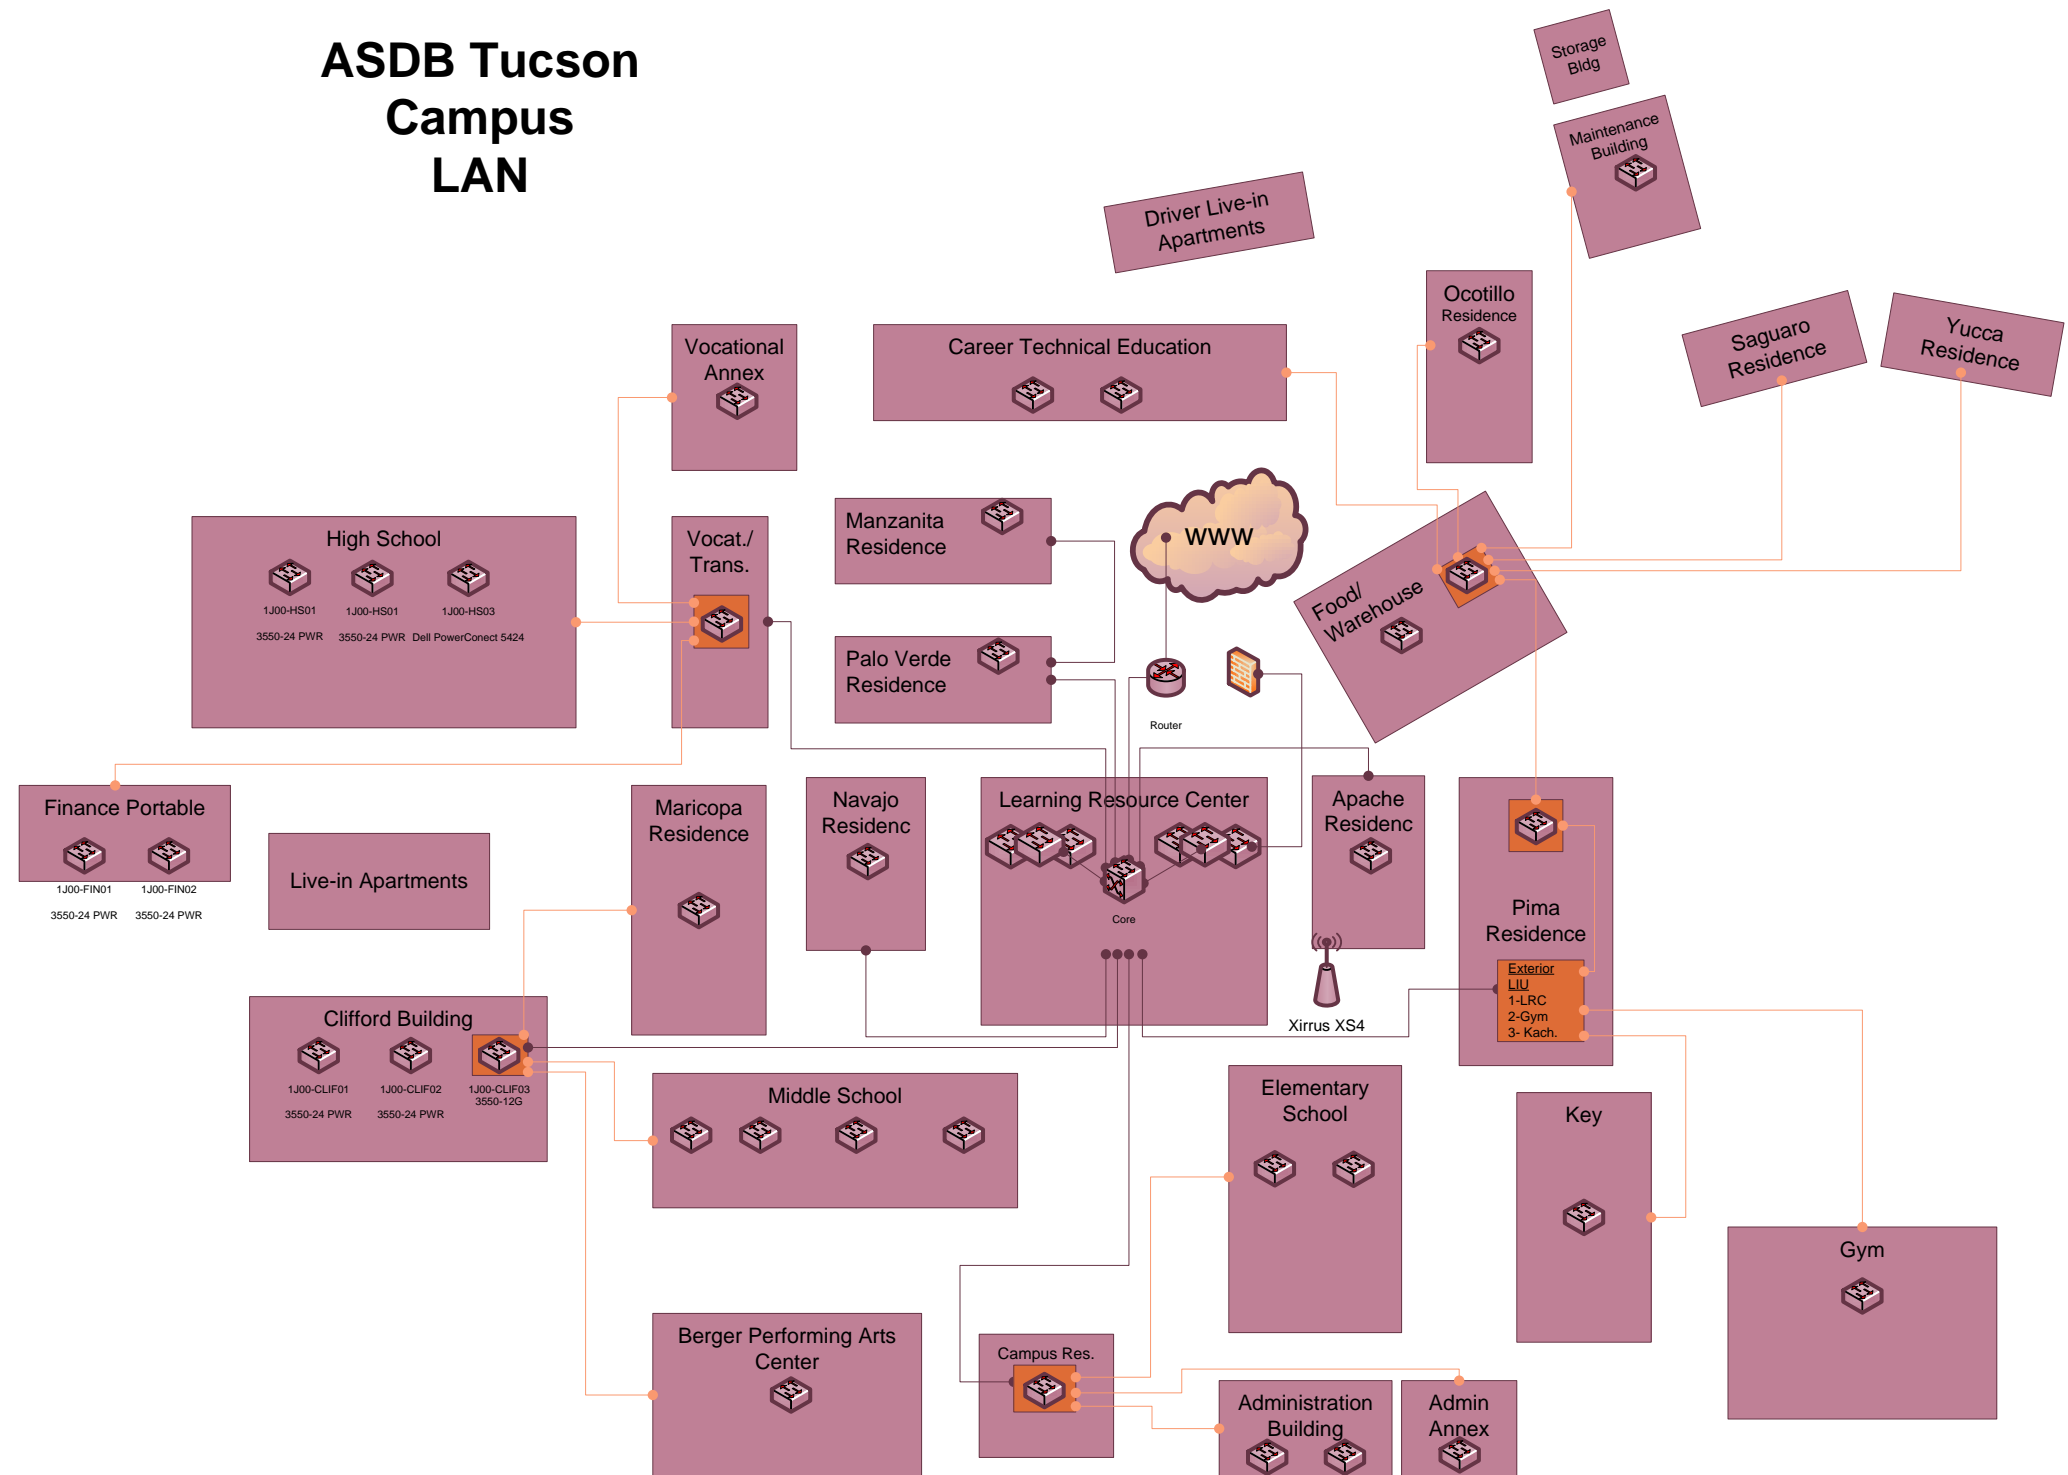 ASDB Tucson
Campus
LAN
Storage
Bldg
Maintenance
Building
Driver Live-in
Apartments
Ocotillo
Residence
Saguaro
Residence
Yucca
Residence
Vocational
Annex
Career Technical Education
High School
1J00-HS01
3550-24 PWR
1J00-HS01
3550-24 PWR
1J00-HS03
Dell PowerConect 5424
Vocat./
Trans.
Manzanita
Residence
WWW
Food/
Warehouse
Palo Verde
Residence
Router
Finance Portable
1J00-FIN01
3550-24 PWR
1J00-FIN02
3550-24 PWR
Live-in Apartments
Maricopa
Residence
Navajo
Residenc
Learning Resource Center
Core
Apache
Residenc
Xirrus XS4
Pima
Residence
Exterior
LIU
1-LRC
2-Gym
3- Kach.
Clifford Building
1J00-CLIF01
3550-24 PWR
1J00-CLIF02
3550-24 PWR
1J00-CLIF03
3550-12G
Middle School
Elementary
School
Key
Gym
Berger Performing Arts
Center
Campus Res.
Administration
Building
Admin
Annex